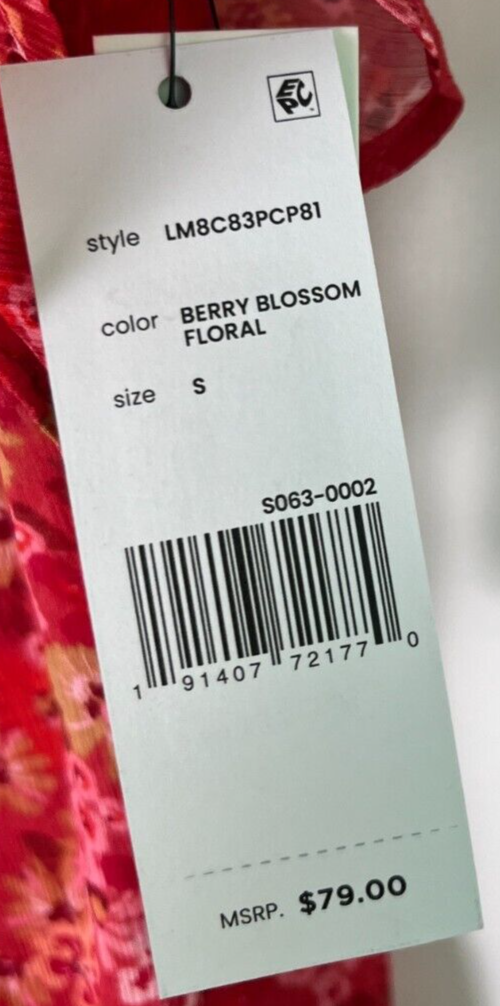 EPC
style LM8C83PCP81
color BERRY BLOSSOM
FLORAL
size S
S063-0002
1 91407 72177 0
MSRP. $79.00